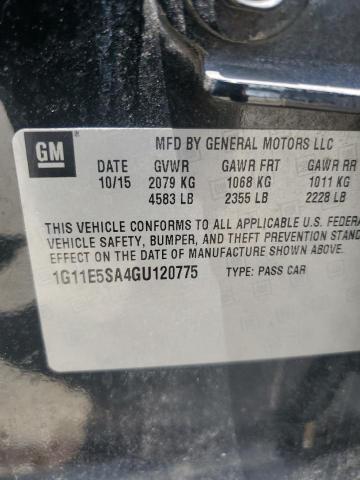 GM ®
MFD BY GENERAL MOTORS LLC
DATE GVWR GAWR FRT GAWR RR
10/15 2079 KG 1068 KG 1011 KG
4583 LB 2355 LB 2228 LB
THIS VEHICLE CONFORMS TO ALL APPLICABLE U.S. FEDERA
VEHICLE SAFETY, BUMPER, AND THEFT PREVENTION STAND
EFFECT ON THE DATE OF MANUFACTURE SHOWN ABOVE.
1G11E5SA4GU120775 TYPE: PASS CAR